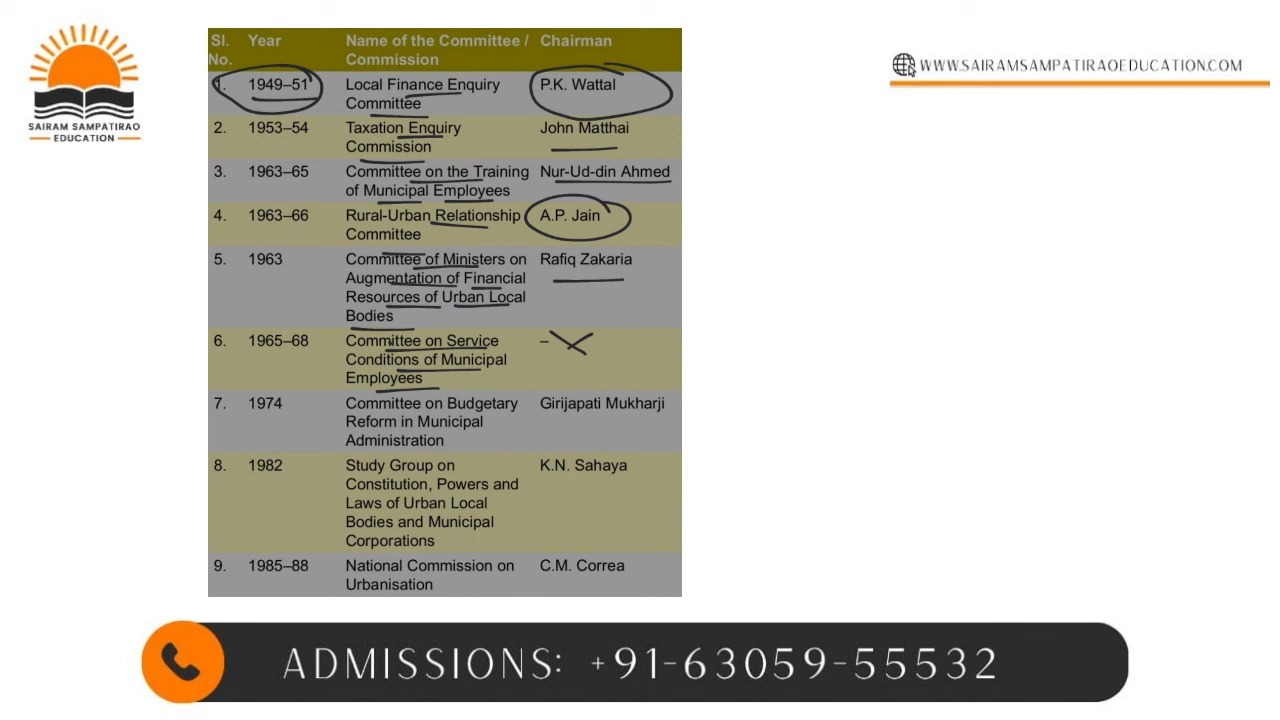 SAIRAM SAMPATIRAO
EDUCATION
WWW.SAIRAMSAMPATIRAOEDUCATION.COM
Sl. No. Year Name of the Committee / Commission Chairman
1. 1949–51 Local Finance Enquiry P.K. Wattal
Committee
2. 1953–54 Taxation Enquiry John Matthai
Commission
3. 1963–65 Committee on the Training Nur-Ud-din Ahmed
of Municipal Employees
4. 1963–66 Rural-Urban Relationship A.P. Jain
Committee
5. 1963 Committee of Ministers on Rafiq Zakaria
Augmentation of Financial
Resources of Urban Local
Bodies
6. 1965–68 Committee on Service –
Conditions of Municipal
Employees
7. 1974 Committee on Budgetary Girijapati Mukharji
Reform in Municipal
Administration
8. 1982 Study Group on K.N. Sahaya
Constitution, Powers and
Laws of Urban Local
Bodies and Municipal
Corporations
9. 1985–88 National Commission on C.M. Correa
Urbanisation
ADMISSIONS: +91-63059-55532